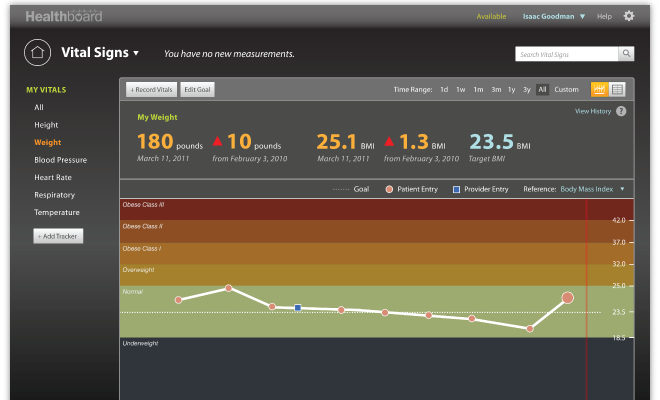 Healthboard
Available Isaac Goodman Help
Vital Signs
You have no new measurements.
Search Vital Signs
MY VITALS
All
Height
Weight
Blood Pressure
Heart Rate
Respiratory
Temperature
+ Add Tracker
+ Record Vitals Edit Goal
Time Range: 1d 1w 1m 3m 1y 3y All Custom
View History ?
My Weight
180 pounds 10 pounds 25.1 BMI 1.3 BMI 23.5 BMI
March 11, 2011 from February 3, 2010 March 11, 2011 from February 3, 2010 Target BMI
Goal Patient Entry Provider Entry Reference: Body Mass Index
Obese Class III
42.0
Obese Class II
37.0
Obese Class I
32.0
Overweight
25.0
Normal
23.5
18.5
Underweight